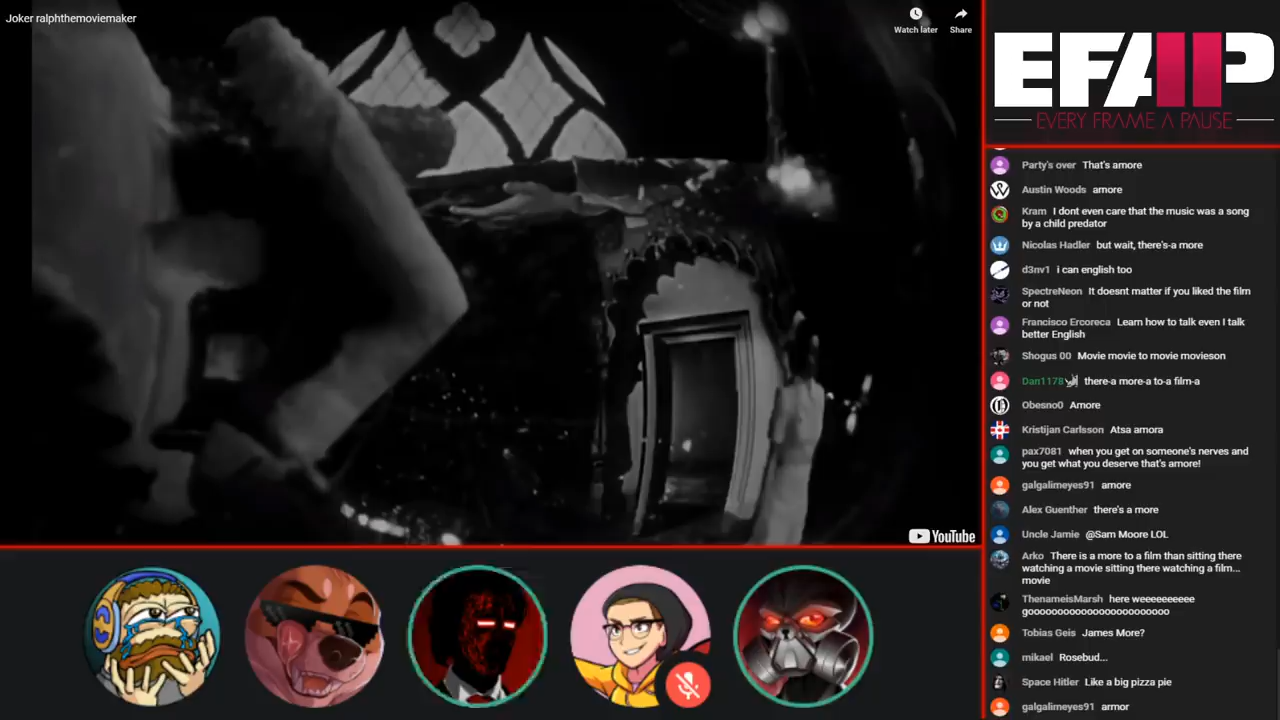 Joker ralphthemoviemaker
Watch later
Share
YouTube
EFAP
EVERY FRAME A PAUSE
Party's over That's amore
Austin Woods amore
Kram I dont even care that the music was a song
by a child predator
Nicolas Hadler but wait, there's-a more
d3nv1 i can english too
SpectreNeon It doesnt matter if you liked the film
or not
Francisco Ercoreca Learn how to talk even I talk
better English
Shogus 00 Movie movie to movie movieson
Dan1178 there-a more-a to-a film-a
Obesno0 Amore
Kristijan Carlsson Atsa amora
pax7081 when you get on someone's nerves and
you get what you deserve that's amore!
galgalimeyes91 amore
Alex Guenther there's a more
Uncle Jamie @Sam Moore LOL
Arko There is a more to a film than sitting there
watching a movie sitting there watching a film...
movie
ThenameisMarsh here weeeeeeeeee
goooooooooooooooooooooooo
Tobias Geis James More?
mikael Rosebud...
Space Hitler Like a big pizza pie
galgalimeyes91 armor